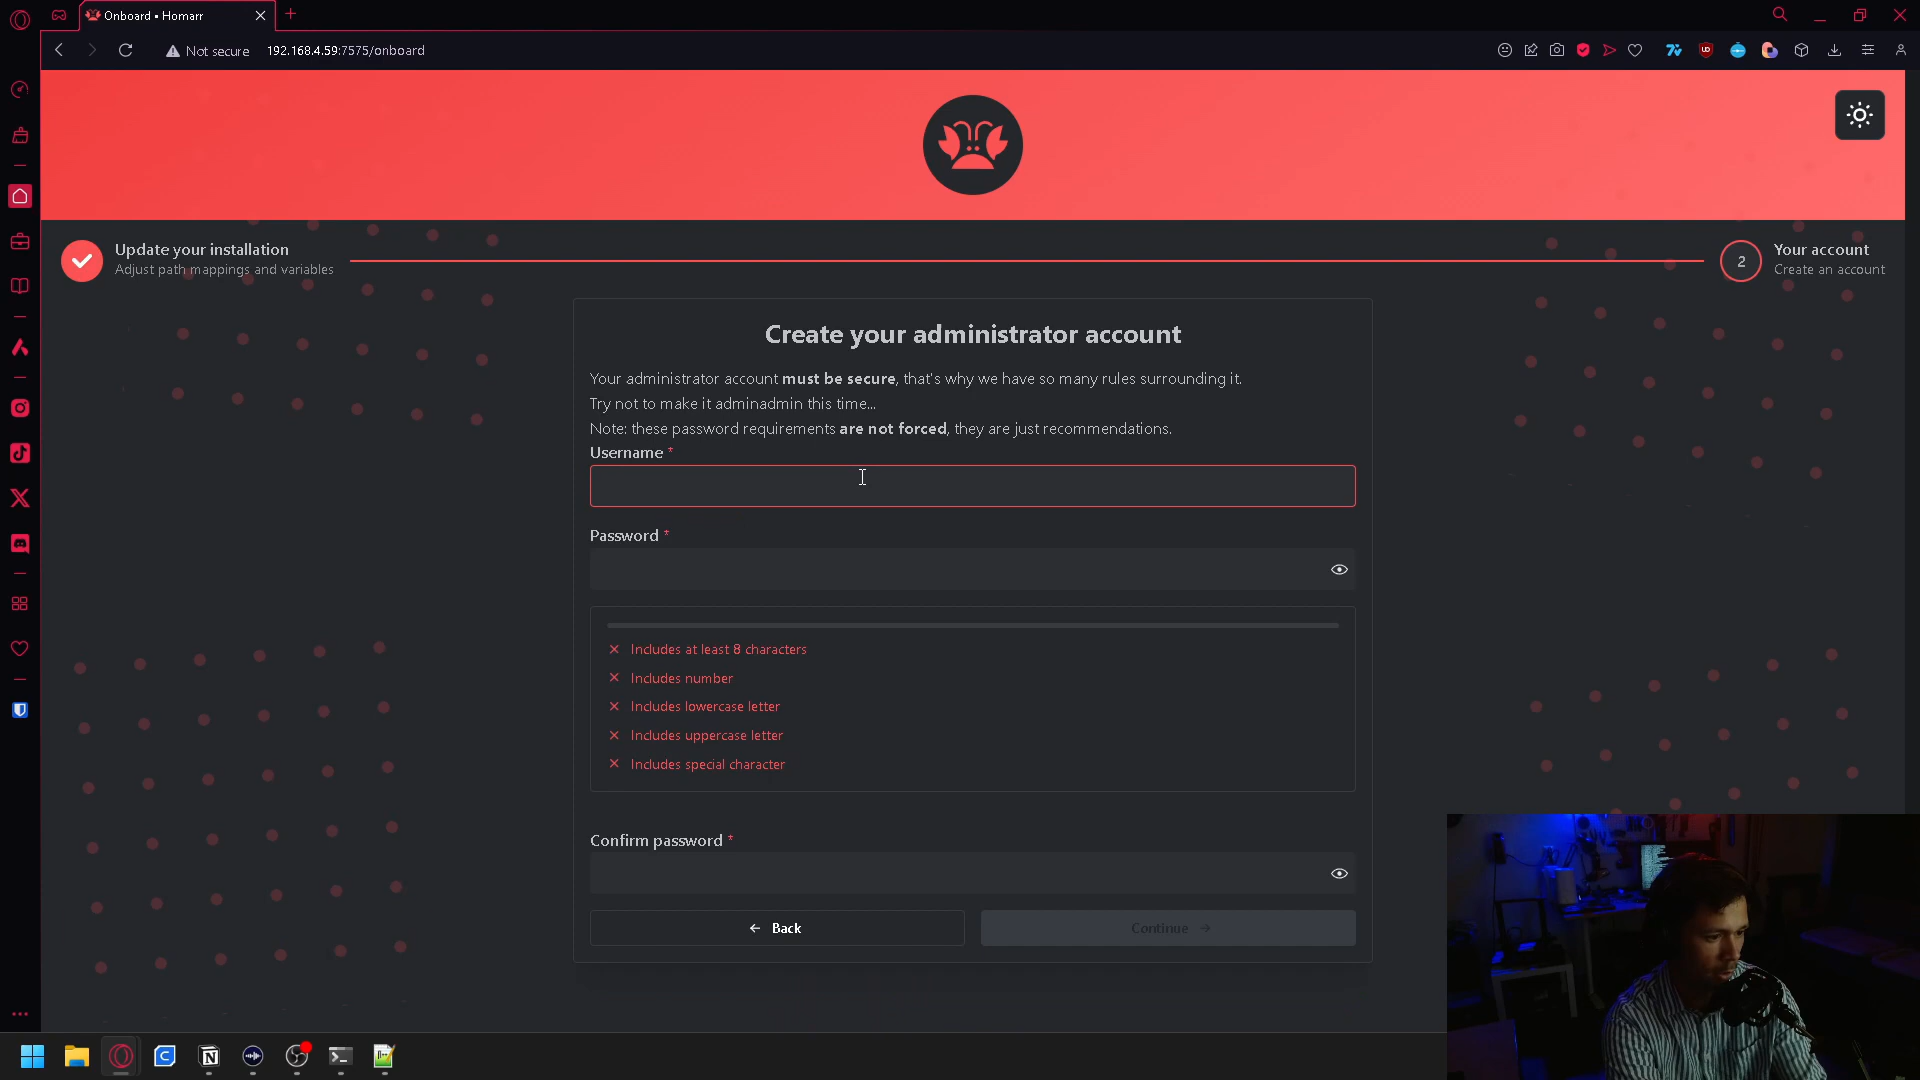 Onboard • Homarr
Not secure 192.168.4.59:7575/onboard
Update your installation
Adjust path mappings and variables
2
Your account
Create an account
Create your administrator account
Your administrator account must be secure, that's why we have so many rules surrounding it.
Try not to make it adminadmin this time...
Note: these password requirements are not forced, they are just recommendations.
Username *
Password *
Includes at least 8 characters
Includes number
Includes lowercase letter
Includes uppercase letter
Includes special character
Confirm password *
Back
Continue